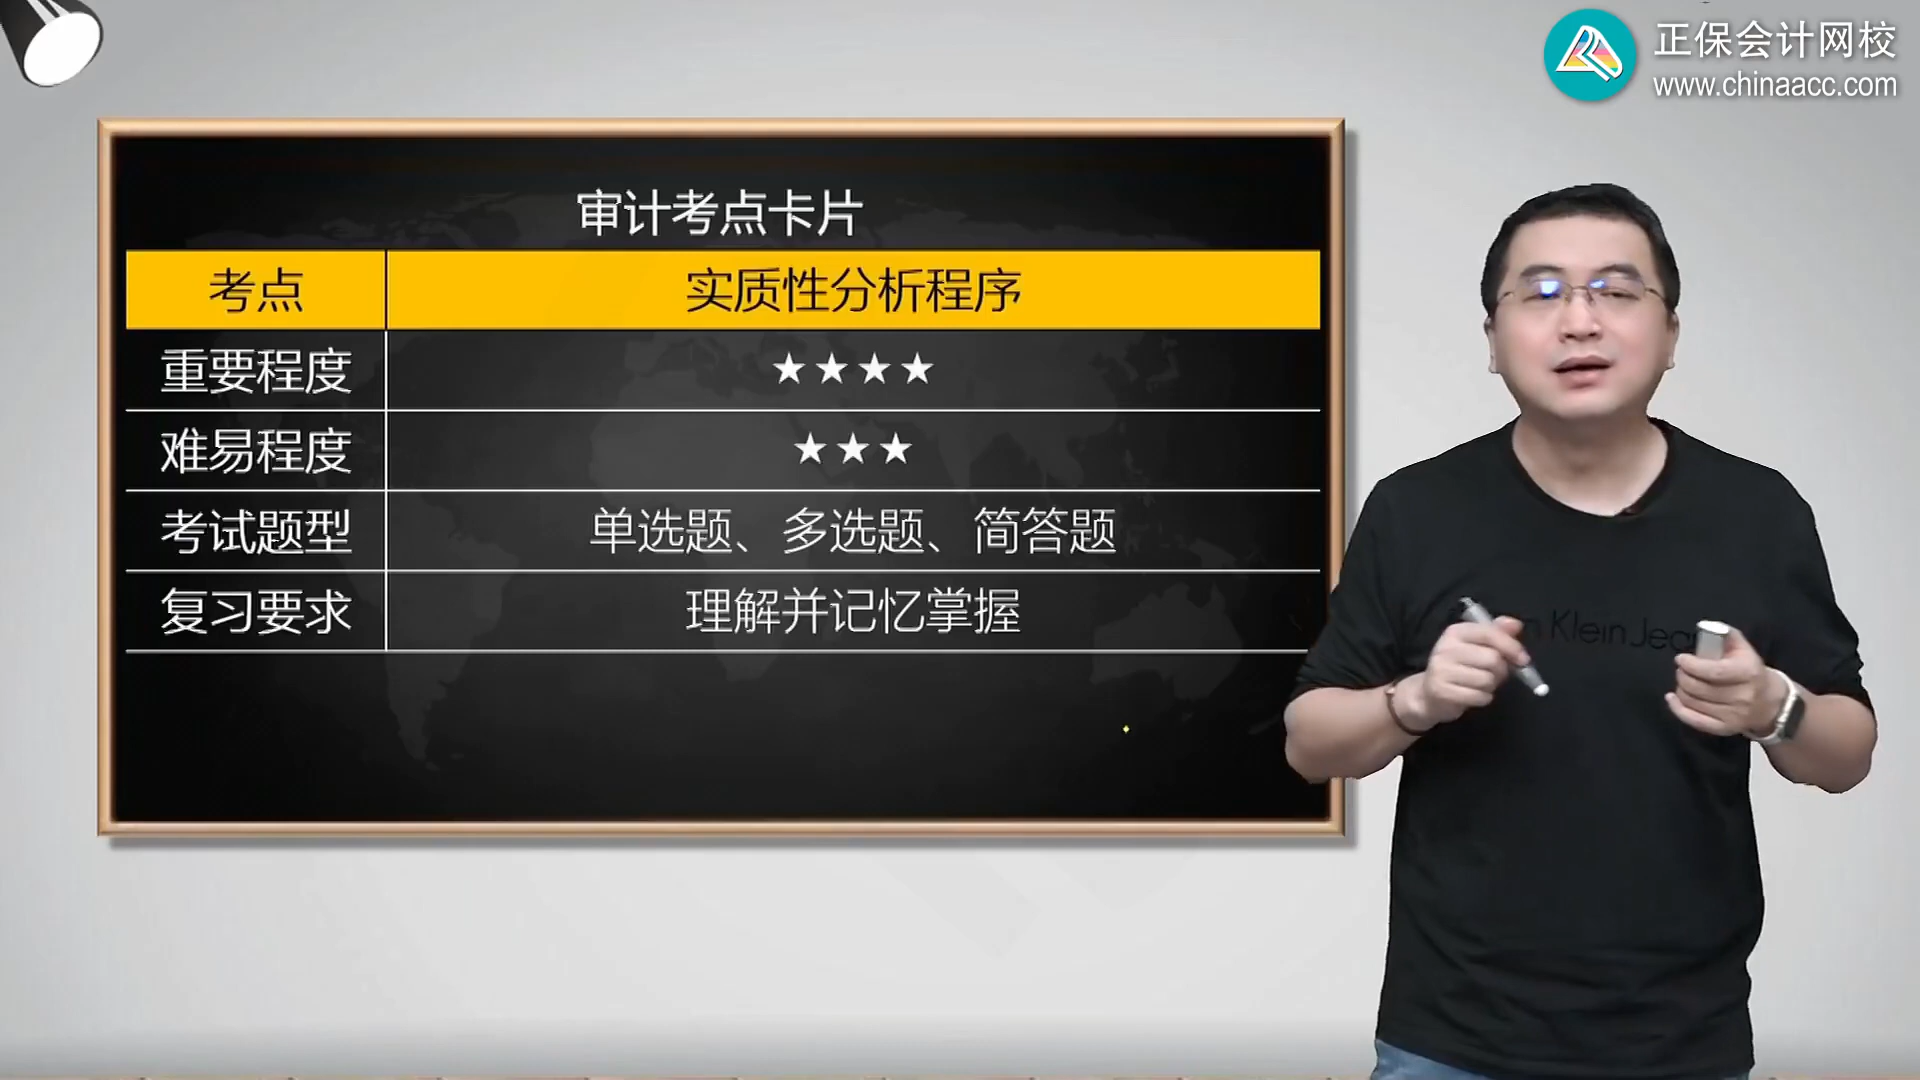 正保会计网校
www.chinaacc.com
审计考点卡片
考点 实质性分析程序
重要程度 ★★★★
难易程度 ★★★
考试题型 单选题、多选题、简答题
复习要求 理解并记忆掌握
Klein Jea